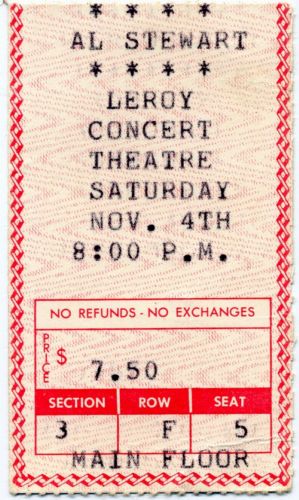 * * * *
AL STEWART
* * * *
LEROY
CONCERT
THEATRE
SATURDAY
NOV. 4TH
8:00 P.M.
NO REFUNDS - NO EXCHANGES
PRICE $ 7.50
SECTION ROW SEAT
3 F 5
MAIN FLOOR